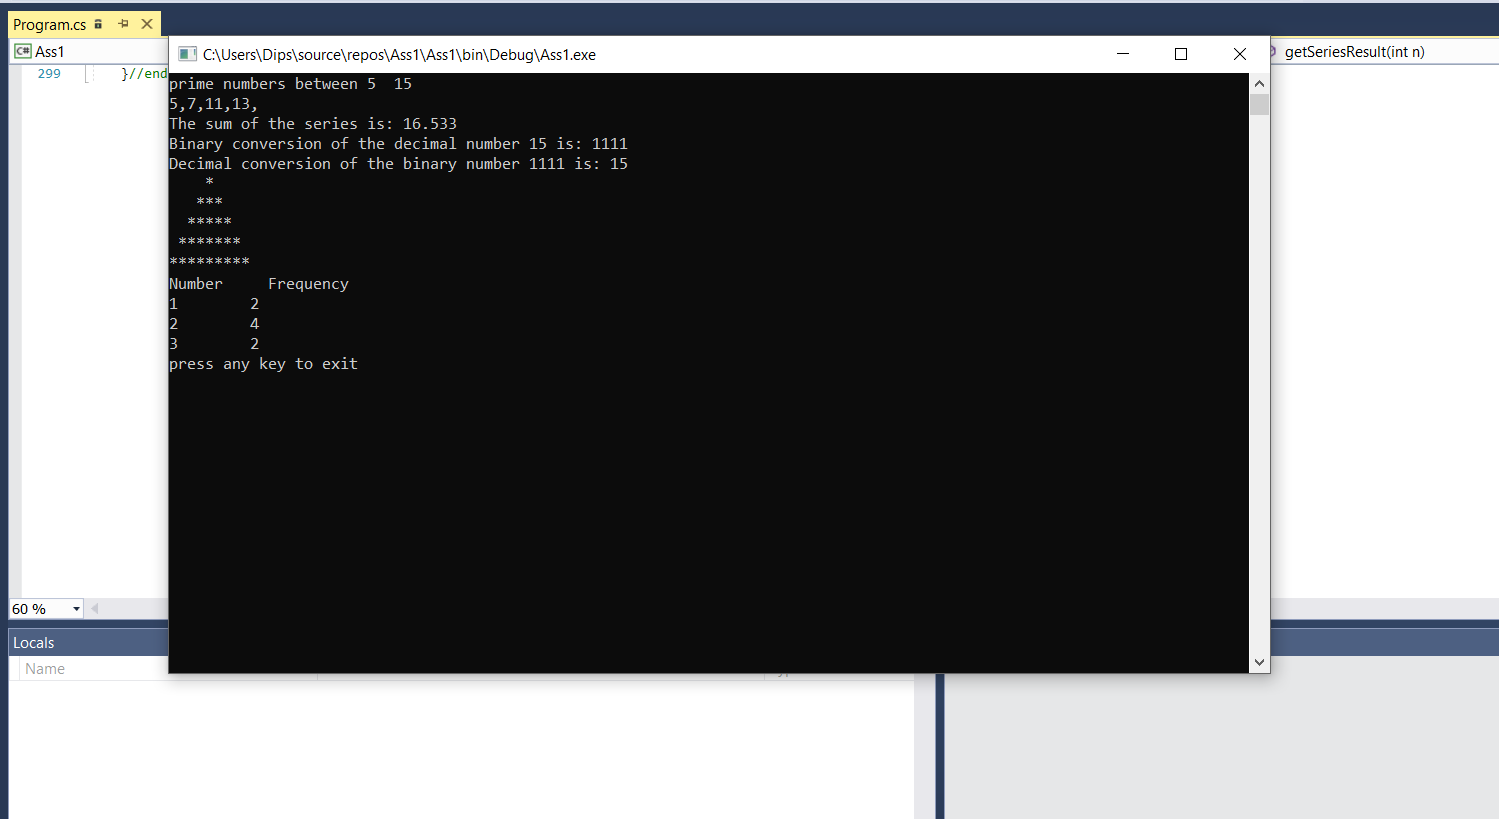 Program.cs
C# Ass1
C:\Users\Dips\source\repos\Ass1\Ass1\bin\Debug\Ass1.exe
getSeriesResult(int n)
299 }//end
prime numbers between 5  15
5,7,11,13,
The sum of the series is: 16.533
Binary conversion of the decimal number 15 is: 1111
Decimal conversion of the binary number 1111 is: 15
    *
   ***
  *****
 *******
*********
Number     Frequency
1        2
2        4
3        2
press any key to exit
60 %
Locals
Name